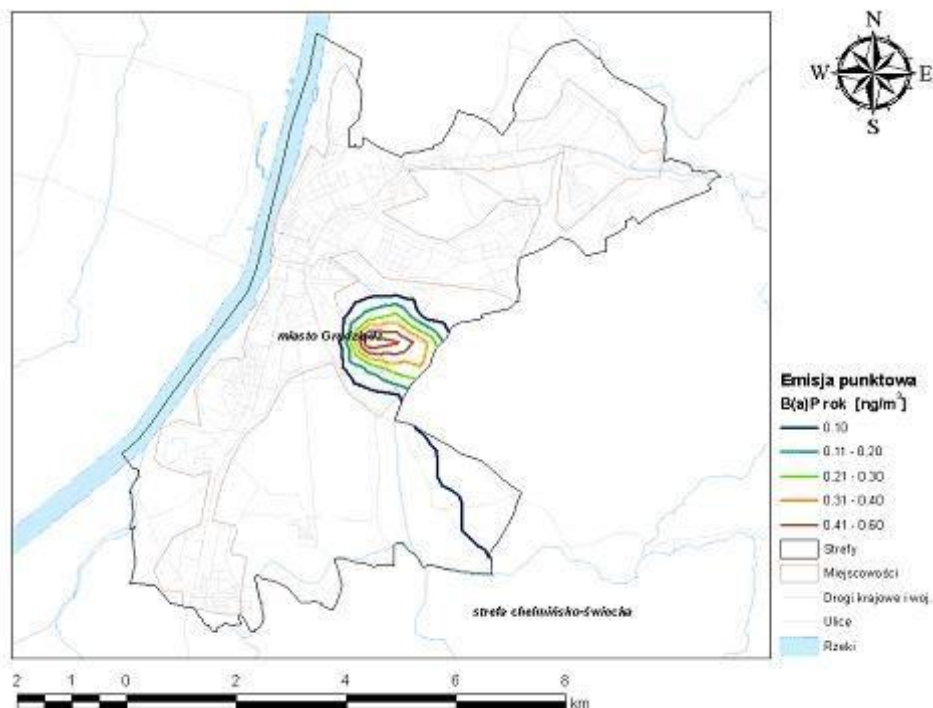 N
W E
S
miasto Grudziądz
strefa chełmińsko-świecka
Emisja punktowa
B(a)P rok [ng/m³]
0.10
0.11 - 0.20
0.21 - 0.30
0.31 - 0.40
0.41 - 0.60
Strefy
Miejscowości
Drogi krajowe i woj.
Ulice
Rzeki
2 1 0 2 4 6 8
km